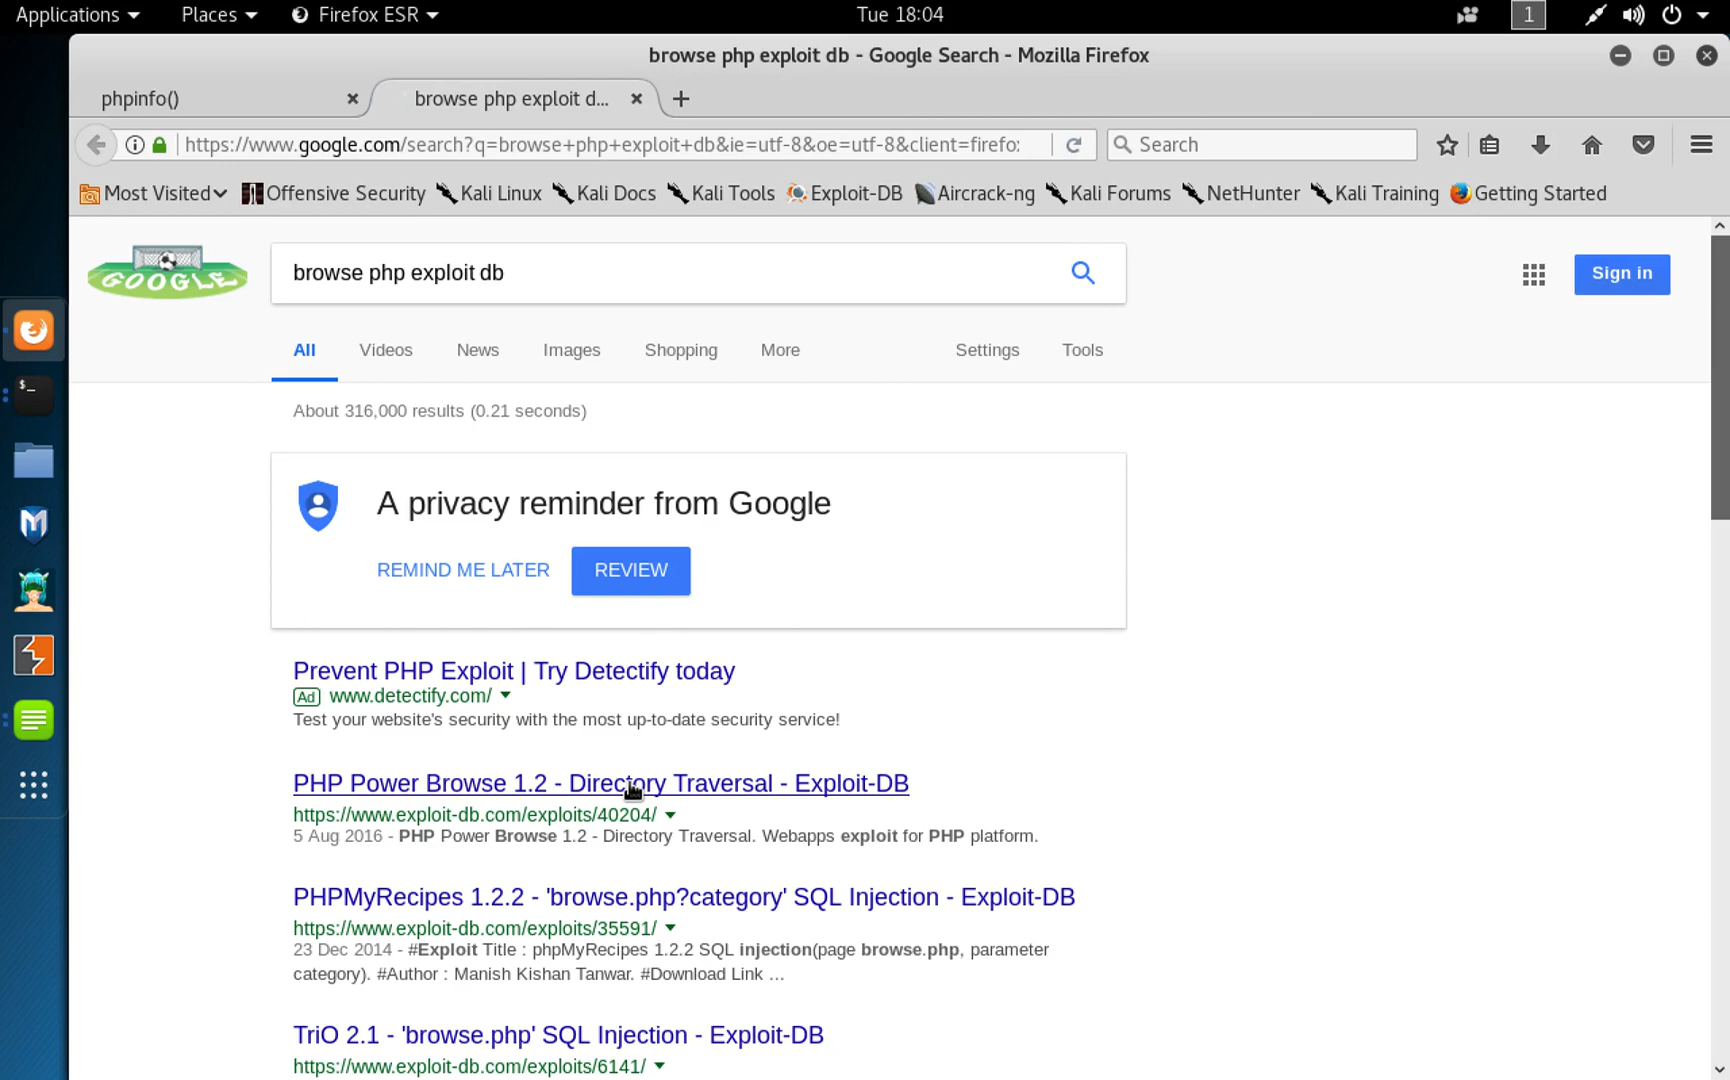 Applications Places Firefox ESR Tue 18:04 1
browse php exploit db - Google Search - Mozilla Firefox
phpinfo() browse php exploit d...
https://www.google.com/search?q=browse+php+exploit+db&ie=utf-8&oe=utf-8&client=firefox Search
Most Visited Offensive Security Kali Linux Kali Docs Kali Tools Exploit-DB Aircrack-ng Kali Forums NetHunter Kali Training Getting Started
GOOGLE browse php exploit db Sign in
All Videos News Images Shopping More Settings Tools
About 316,000 results (0.21 seconds)
A privacy reminder from Google
REMIND ME LATER REVIEW
Prevent PHP Exploit | Try Detectify today
Ad www.detectify.com/
Test your website's security with the most up-to-date security service!
PHP Power Browse 1.2 - Directory Traversal - Exploit-DB
https://www.exploit-db.com/exploits/40204/
5 Aug 2016 - PHP Power Browse 1.2 - Directory Traversal. Webapps exploit for PHP platform.
PHPMyRecipes 1.2.2 - 'browse.php?category' SQL Injection - Exploit-DB
https://www.exploit-db.com/exploits/35591/
23 Dec 2014 - #Exploit Title : phpMyRecipes 1.2.2 SQL injection(page browse.php, parameter
category). #Author : Manish Kishan Tanwar. #Download Link ...
TriO 2.1 - 'browse.php' SQL Injection - Exploit-DB
https://www.exploit-db.com/exploits/6141/